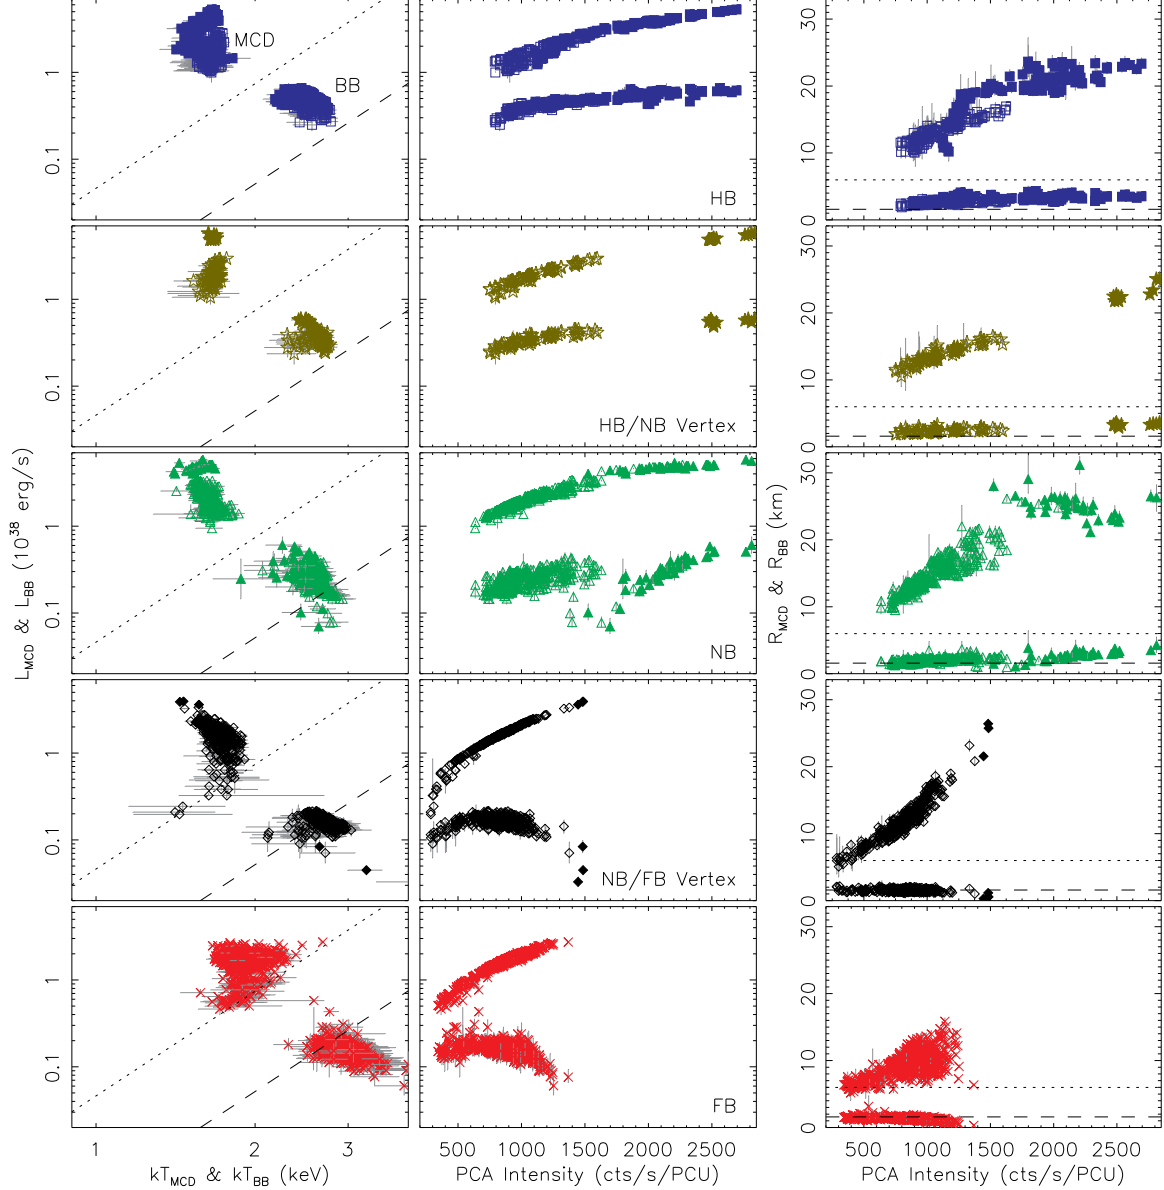 MCD
BB
1
0.1
HB
30
20
10
0
1
0.1
HB/NB Vertex
30
20
10
0
L_MCD & L_BB (10^38 erg/s)
1
0.1
NB
R_MCD & R_BB (km)
30
20
10
0
1
0.1
NB/FB Vertex
30
20
10
0
1
0.1
FB
30
20
10
0
1 2 3
500 1000 1500 2000 2500
500 1000 1500 2000 2500
kT_MCD & kT_BB (keV)
PCA Intensity (cts/s/PCU)
PCA Intensity (cts/s/PCU)